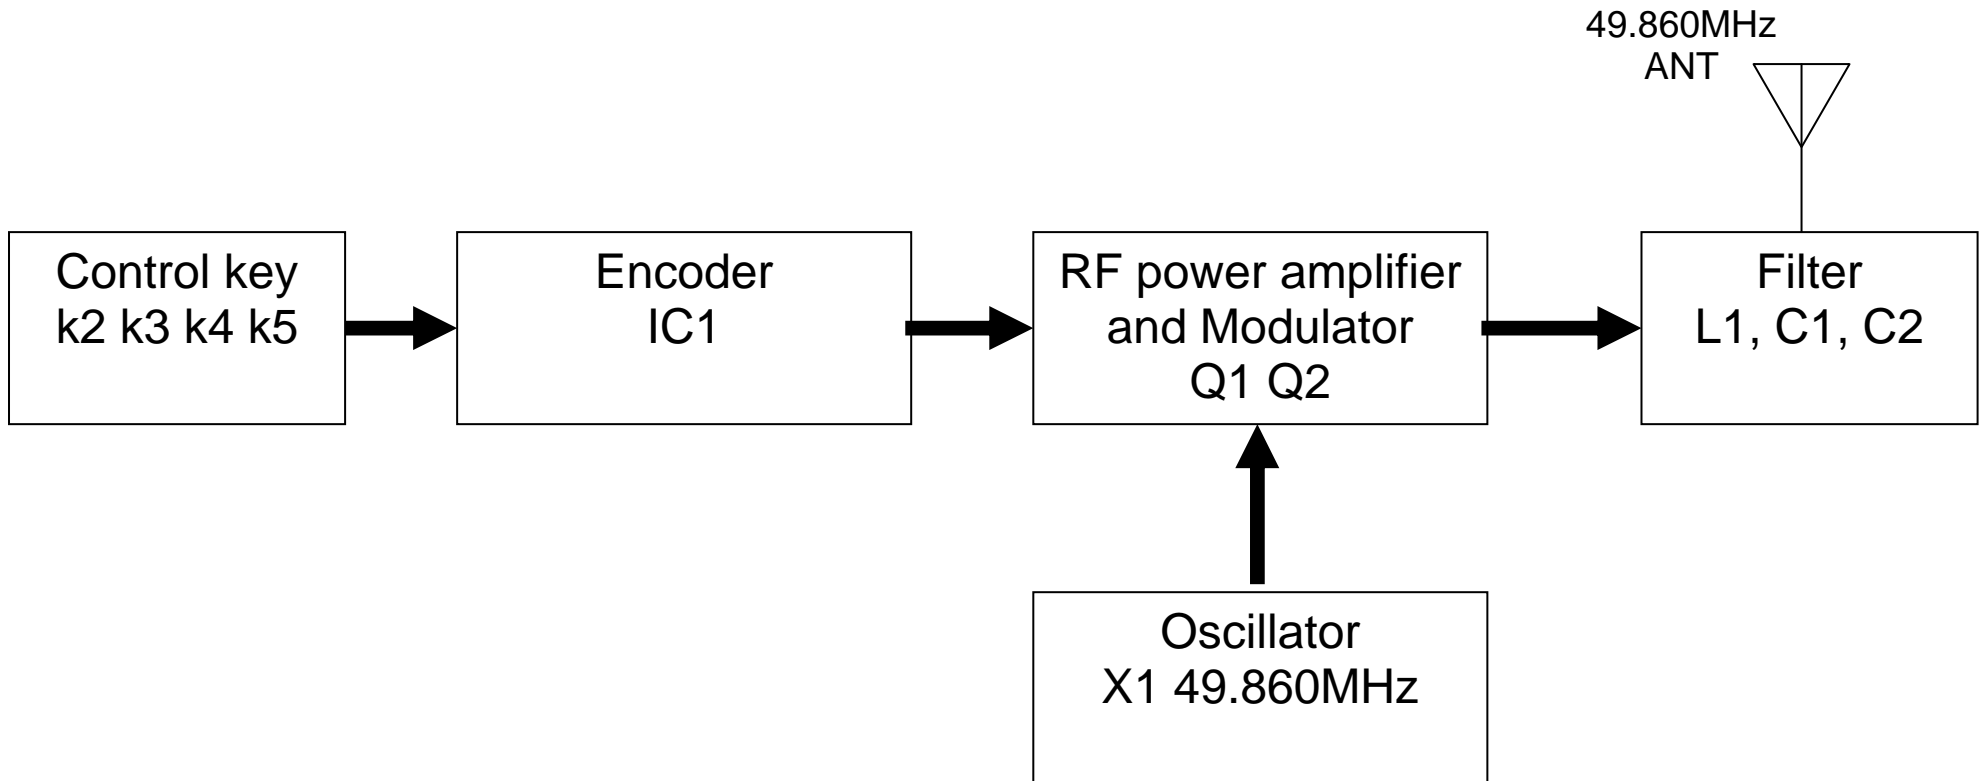 49.860MHz
ANT
Control key
k2 k3 k4 k5
Encoder
IC1
RF power amplifier
and Modulator
Q1 Q2
Filter
L1, C1, C2
Oscillator
X1 49.860MHz